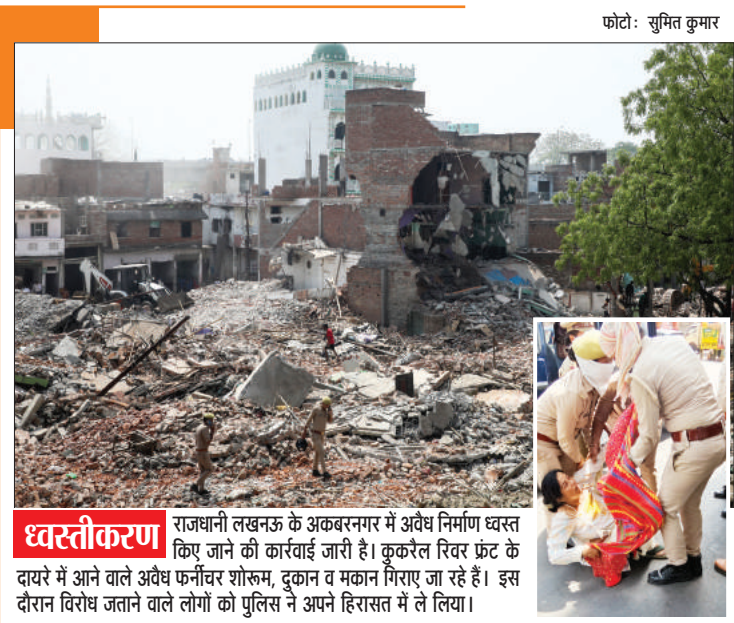 फोटोः सुमित कुमार
ध्वस्तीकरण
राजधानी लखनऊ के अकबरनगर में अवैध निर्माण ध्वस्त
किए जाने की कार्रवाई जारी है। कुकरैल रिवर फ्रंट के
दायरे में आने वाले अवैध फर्नीचर शोरूम, दुकान व मकान गिराए जा रहे हैं। इस
दौरान विरोध जताने वाले लोगों को पुलिस ने अपने हिरासत में ले लिया।